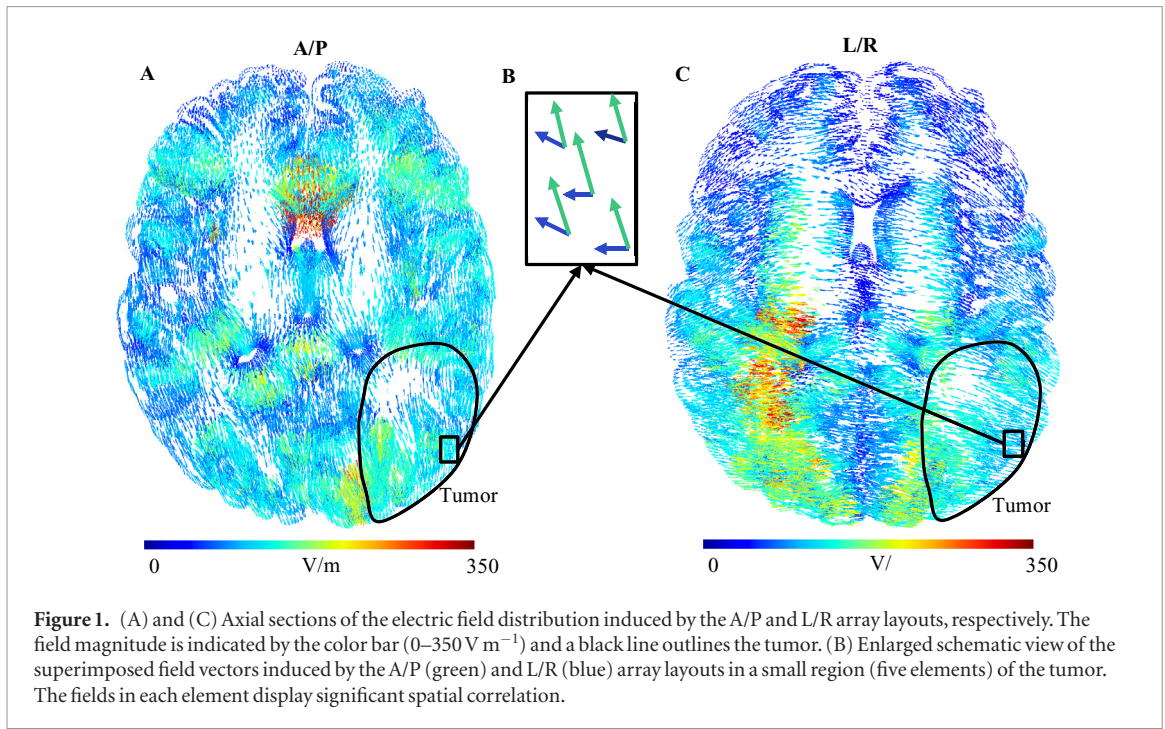 A/P
L/R
A
B
C
Tumor
Tumor
0
V/m
350
0
V/
350
Figure 1. (A) and (C) Axial sections of the electric field distribution induced by the A/P and L/R array layouts, respectively. The
field magnitude is indicated by the color bar (0–350 V m⁻¹) and a black line outlines the tumor. (B) Enlarged schematic view of the
superimposed field vectors induced by the A/P (green) and L/R (blue) array layouts in a small region (five elements) of the tumor.
The fields in each element display significant spatial correlation.